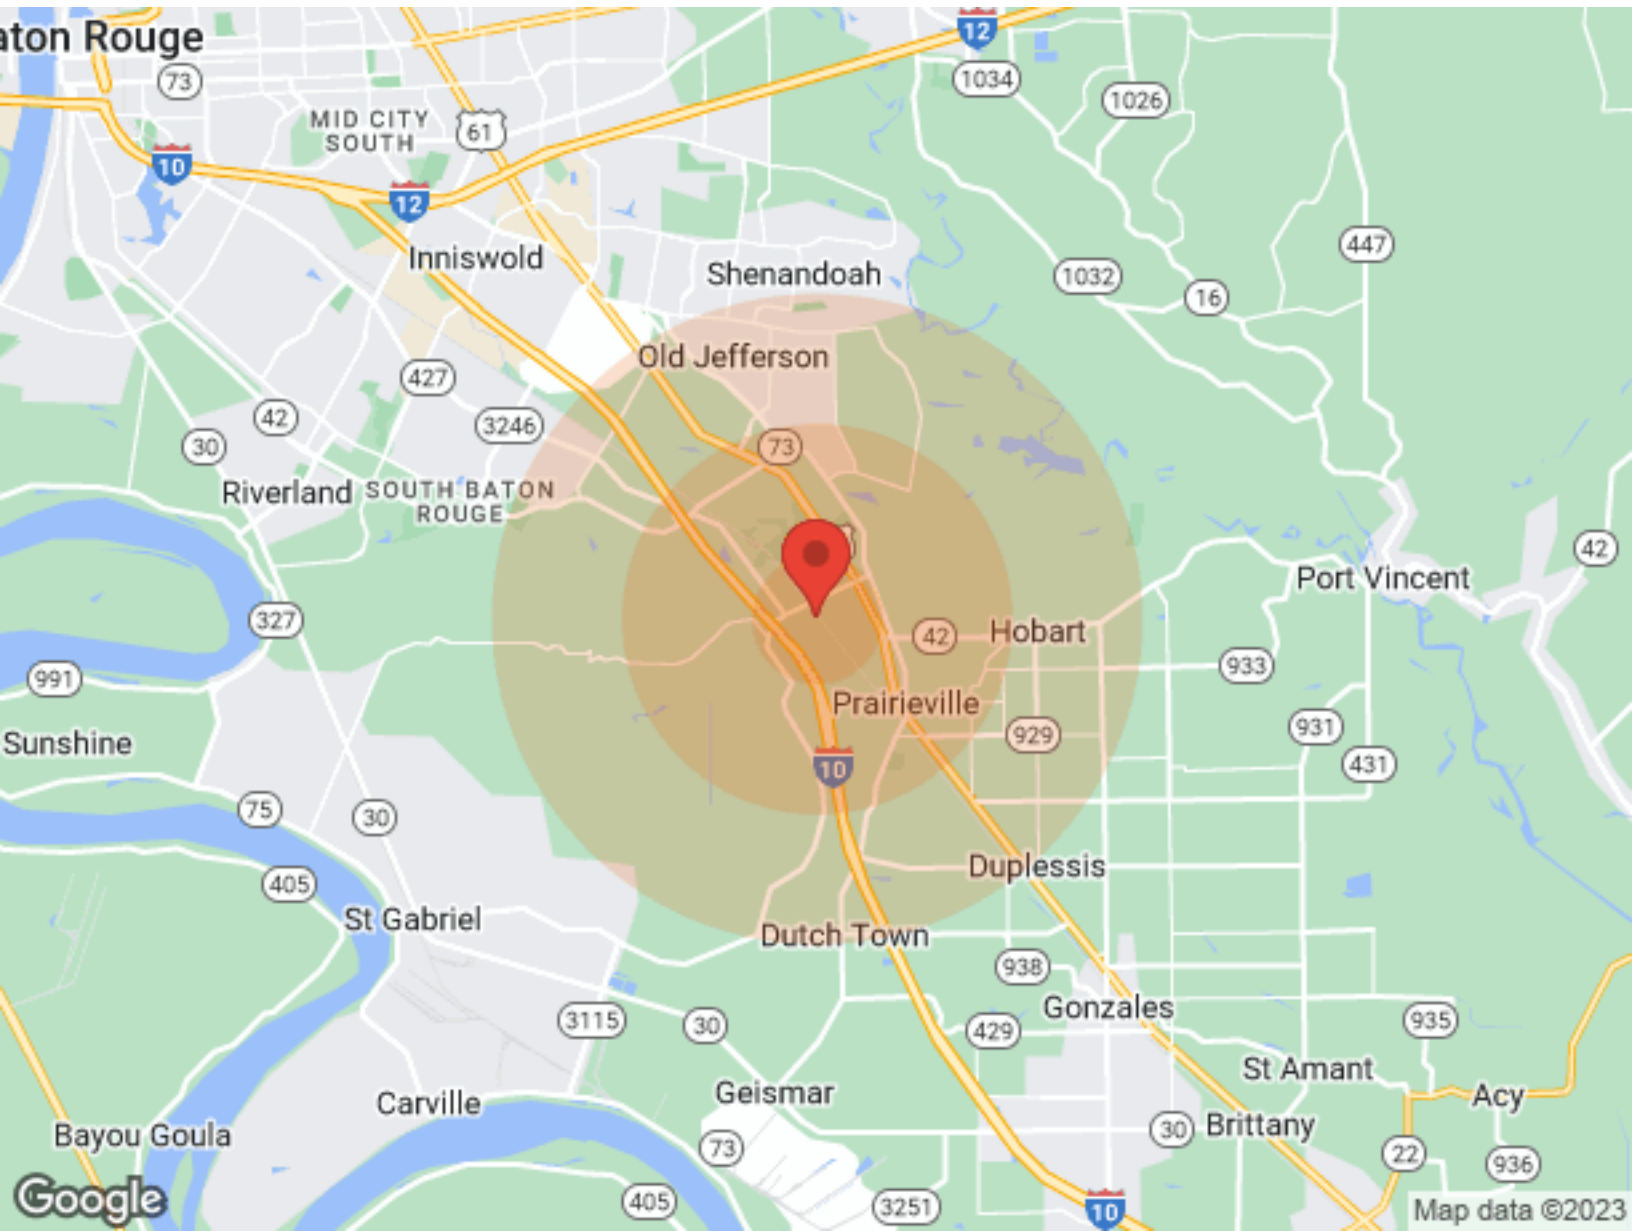 aton Rouge
12
73
1034
1026
MID CITY
SOUTH
61
10
12
447
Inniswold
Shenandoah
1032
16
Old Jefferson
427
42
3246
30
73
Riverland
SOUTH BATON
ROUGE
42
Port Vincent
327
42
Hobart
933
991
Prairieville
931
929
Sunshine
10
431
75
30
Duplessis
405
St Gabriel
Dutch Town
938
Gonzales
3115
30
429
935
St Amant
Geismar
Acy
Carville
Brittany
30
Bayou Goula
73
22
936
Google
405
3251
10
Map data ©2023